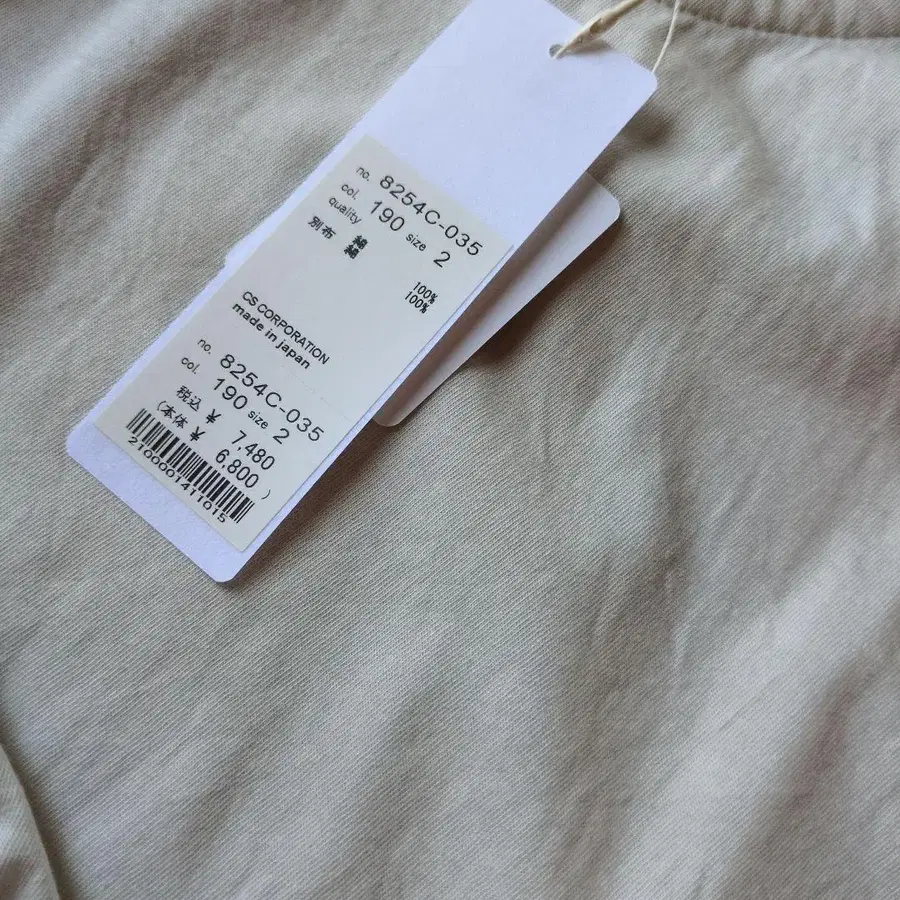 no. 8254C-035
col. 190 size 2
quality
綿 100%
別布 綿 100%
CS CORPORATION
made in japan
no. 8254C-035
col. 190 size 2
税込 ¥ 7,480
(本体 ¥ 6,800 )
2100001411015